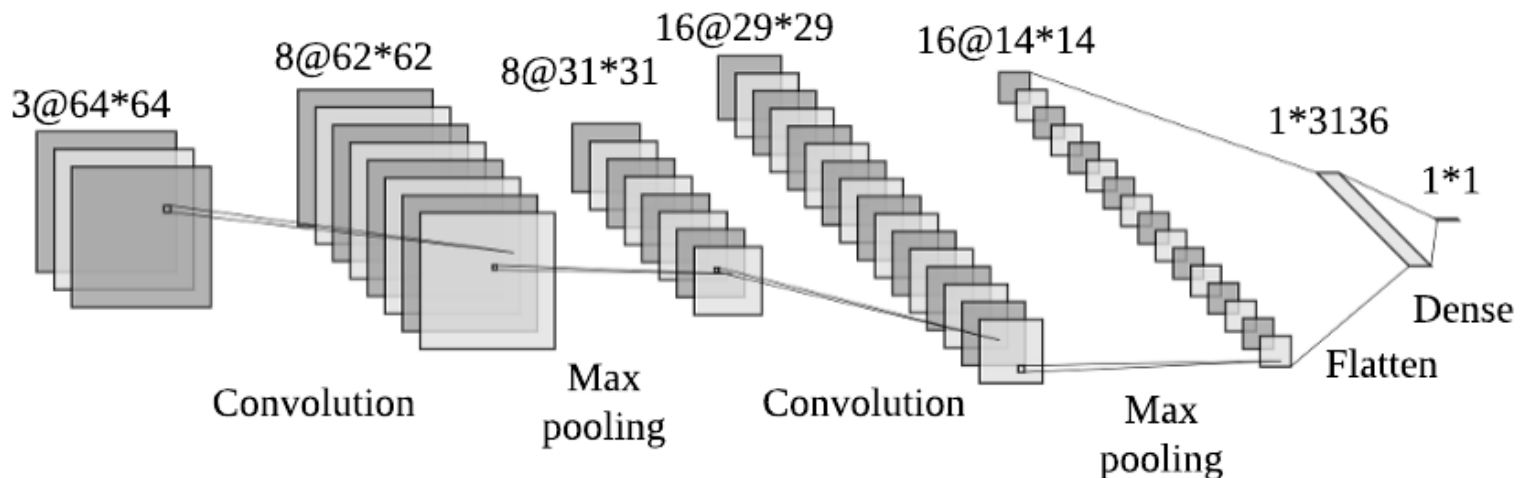 3@64*64
8@62*62
8@31*31
16@29*29
16@14*14
1*3136
1*1
Convolution
Max
pooling
Convolution
Max
pooling
Flatten
Dense